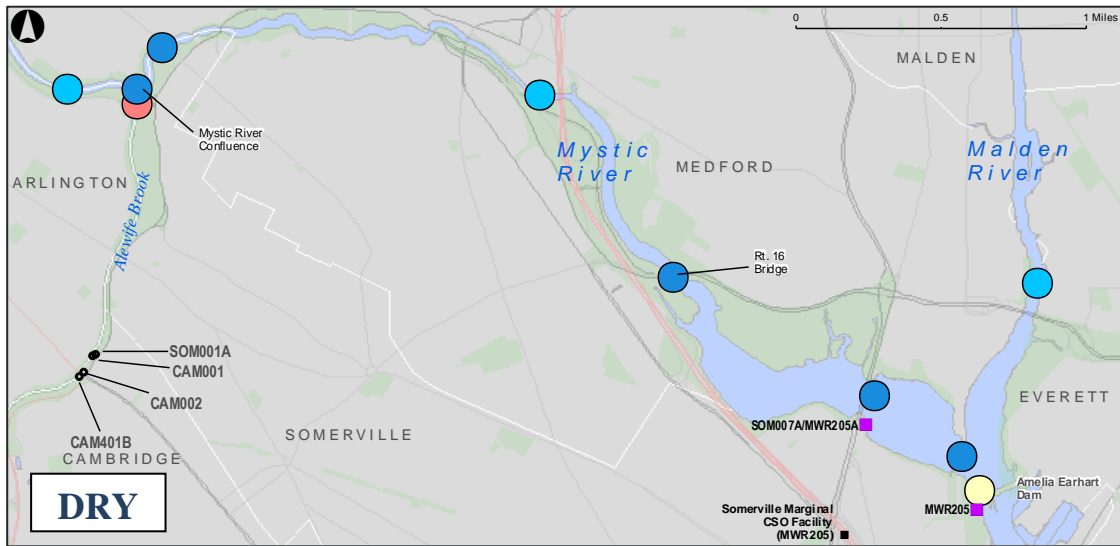 0 0.5 1 Miles
MALDEN
Mystic River
Confluence
Mystic
River
MEDFORD
Malden
River
ARLINGTON
Alewife Brook
Rt. 16
Bridge
SOM001A
CAM001
CAM002
CAM401B
CAMBRIDGE
SOMERVILLE
EVERETT
SOM007A/MWR205A
Amelia Earhart
Dam
MWR205
Somerville Marginal
CSO Facility
(MWR205)
DRY